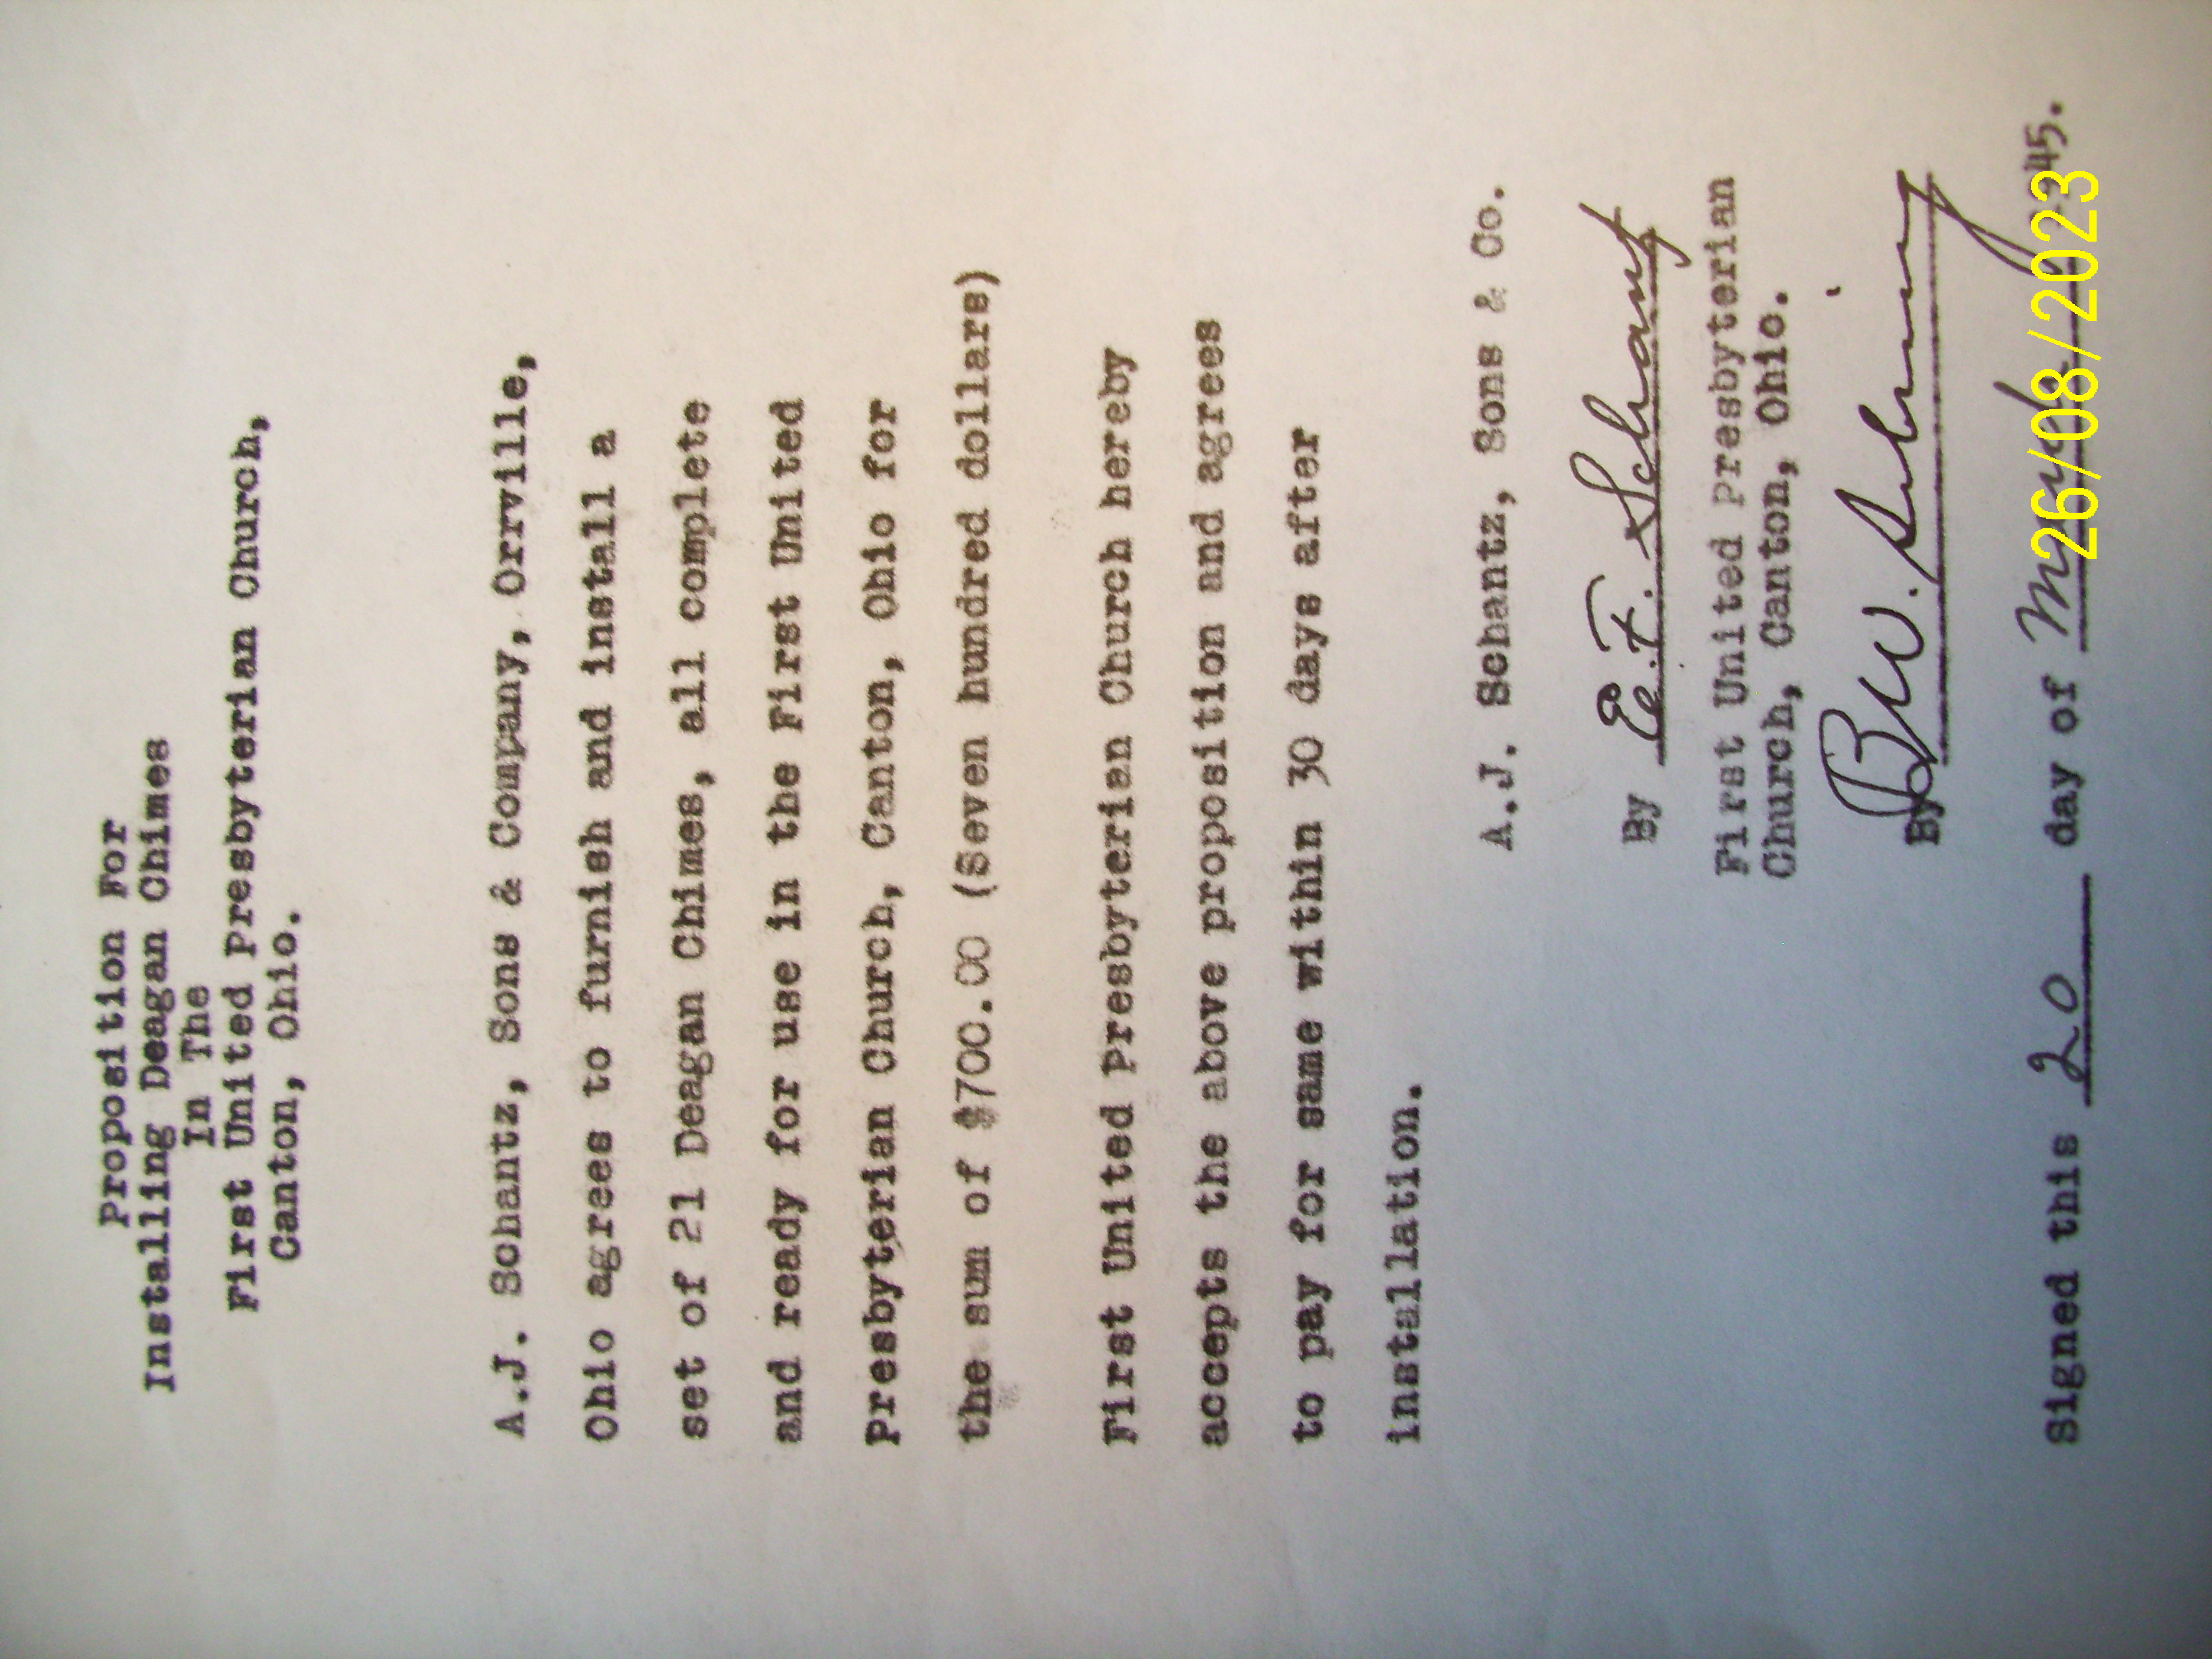 Proposition For
Installing Deagan Chimes
In The
First United Presbyterian Church,
Canton, Ohio.
A.J. Schantz, Sons & Company, Orrville,
Ohio agrees to furnish and install a
set of 21 Deagan Chimes, all complete
and ready for use in the First United
Presbyterian Church, Canton, Ohio for
the sum of $700.00 (Seven hundred dollars)
First United Presbyterian Church hereby
accepts the above proposition and agrees
to pay for same within 30 days after
installation.
A.J. Schantz, Sons & Co.
By E.F. Schantz
First United Presbyterian
Church, Canton, Ohio.
By B.W.
Signed this 20 day of March 45.
26/08/2023